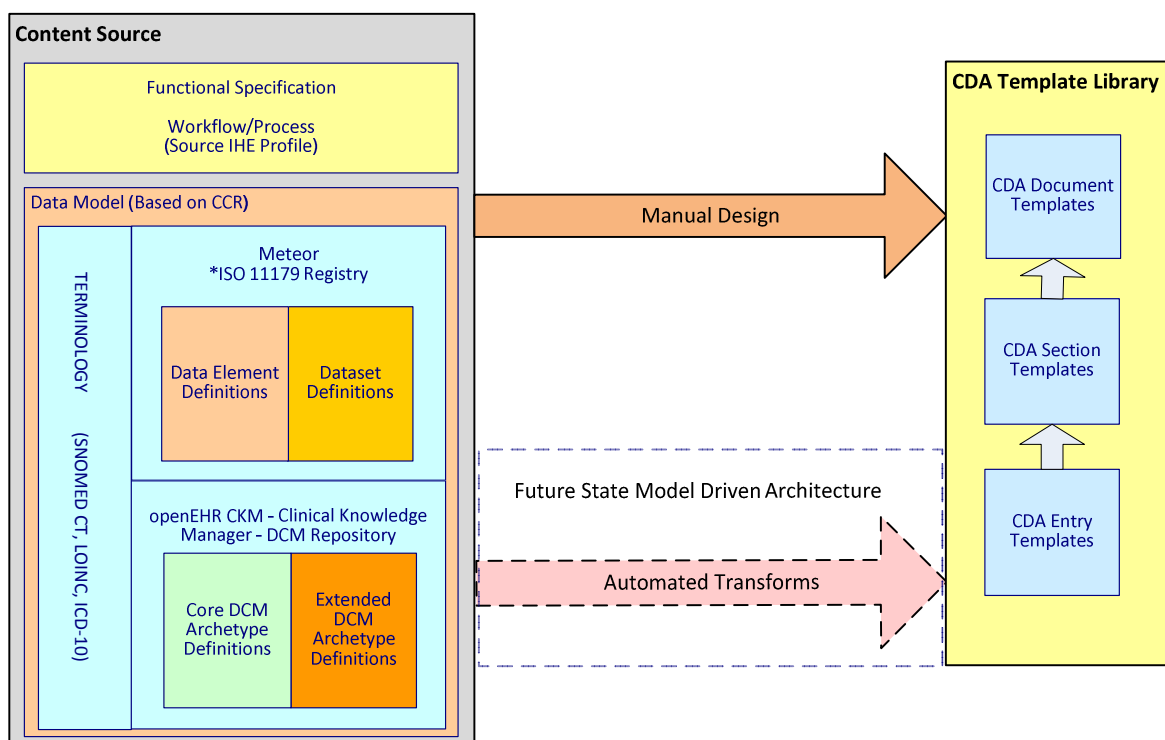 Content Source
Functional Specification
Workflow/Process
(Source IHE Profile)
Data Model (Based on CCR)
TERMINOLOGY (SNOMED CT, LOINC, ICD-10)
Meteor
*ISO 11179 Registry
Data Element
Definitions
Dataset
Definitions
openEHR CKM – Clinical Knowledge
Manager – DCM Repository
Core DCM
Archetype
Definitions
Extended
DCM
Archetype
Definitions
Manual Design
Future State Model Driven Architecture
Automated Transforms
CDA Template Library
CDA Document
Templates
CDA Section
Templates
CDA Entry
Templates